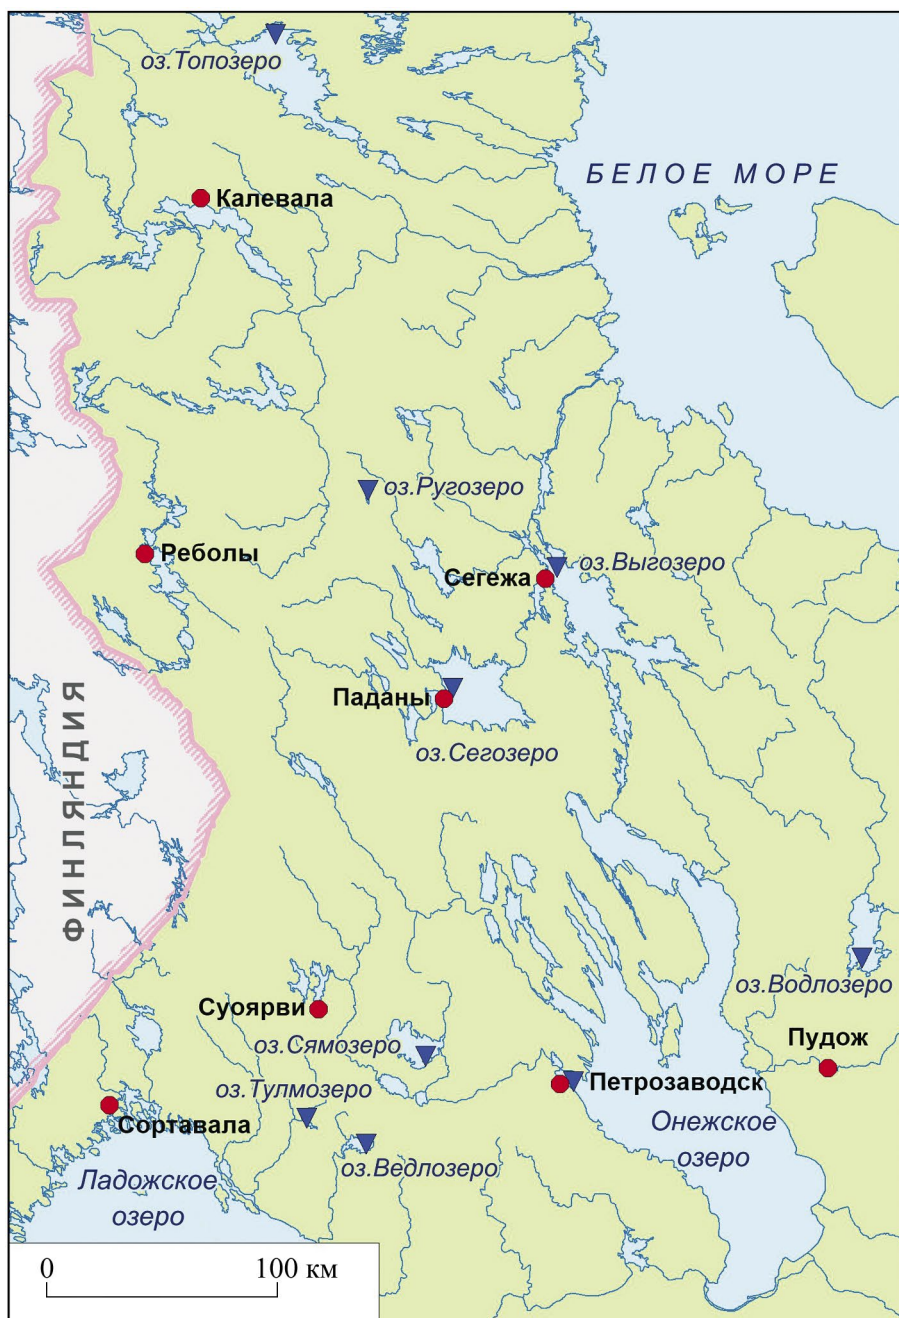 оз.Топозеро
БЕЛОЕ МОРЕ
Калевала
оз.Ругозеро
Реболы
оз.Выгозеро
Сегежа
Паданы
оз.Сегозеро
ФИНЛЯНДИЯ
оз.Водлозеро
Суоярви
оз.Сямозеро
Пудож
оз.Тулмозеро
Петрозаводск
Сортавала
Онежское
озеро
оз.Ведлозеро
Ладожское
озеро
0 100 км